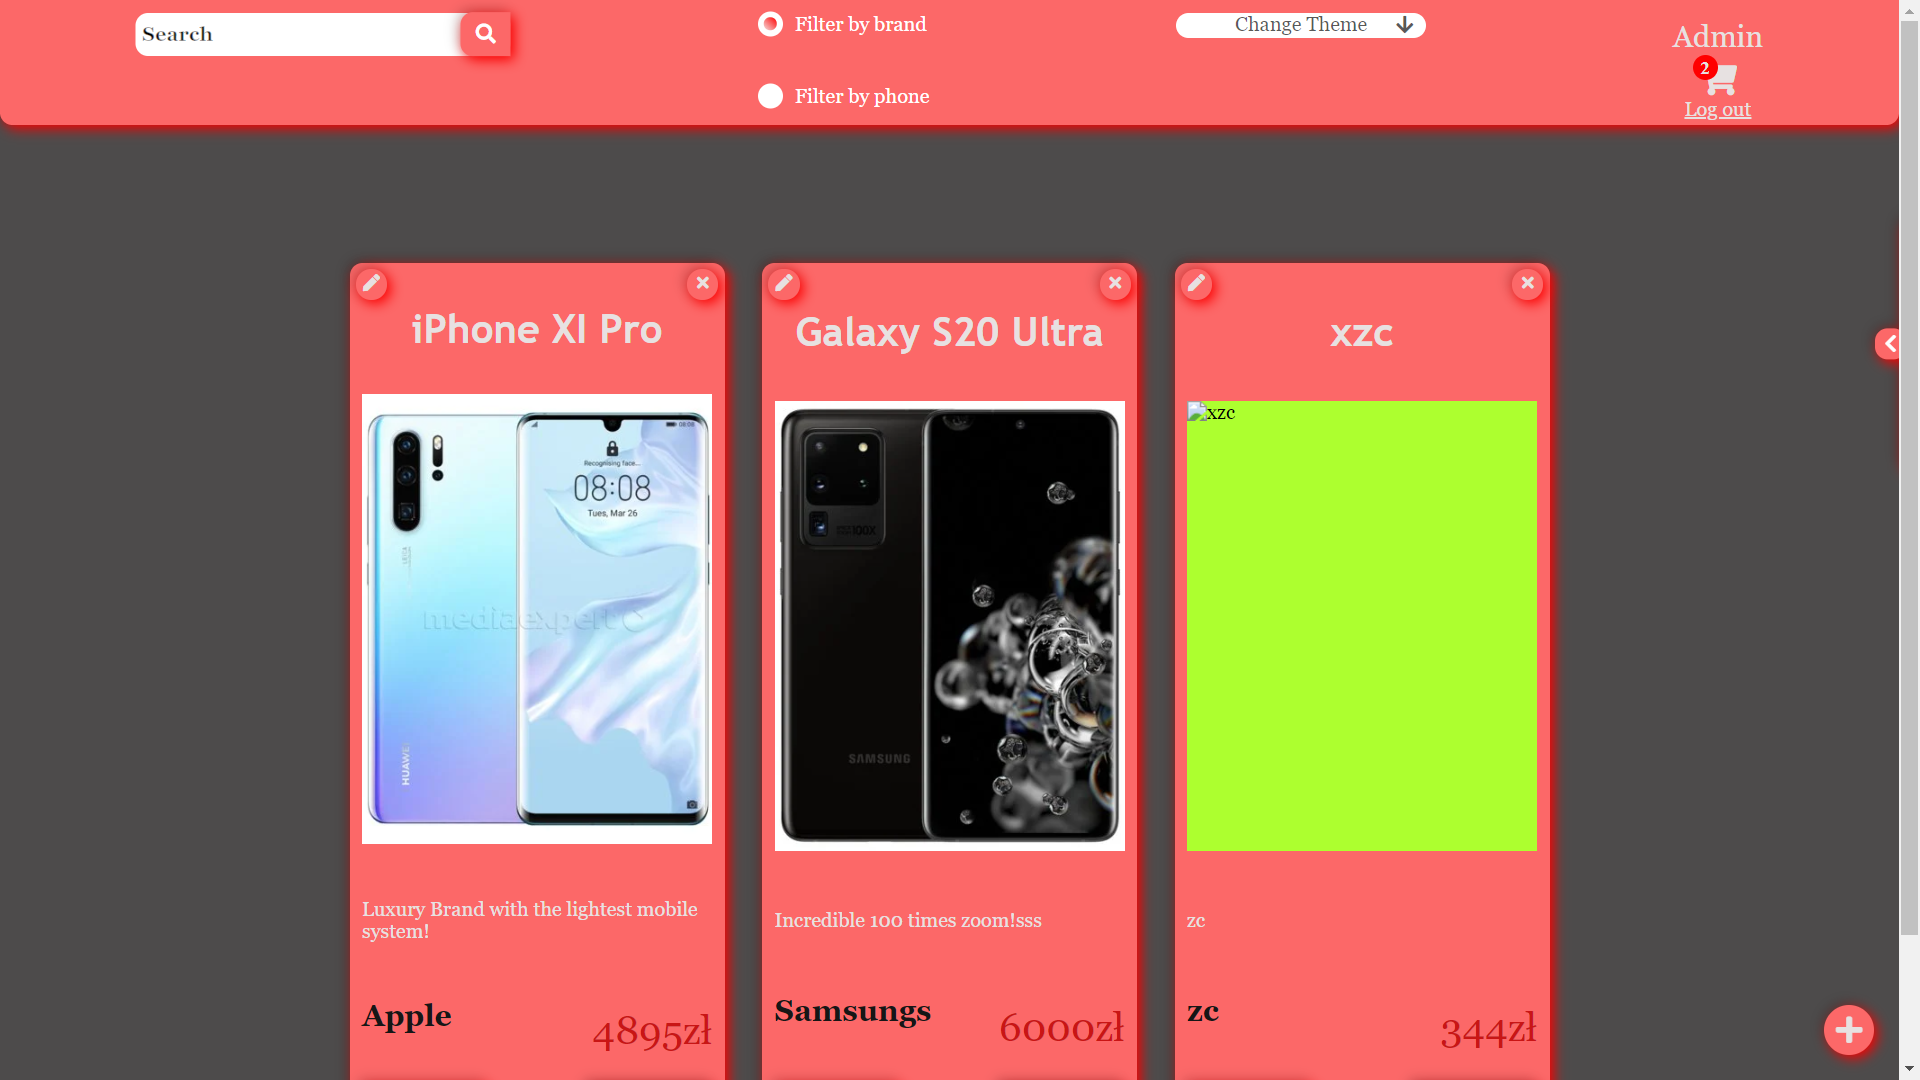 Search
Filter by brand
Filter by phone
Change Theme
Admin
2
Log out
iPhone XI Pro
08:08
Recognising face...
08:08
Tues, Mar 26
LEICA
mediaexpert
HUAWEI
Luxury Brand with the lightest mobile
system!
Apple
4895zł
Galaxy S20 Ultra
100X
SAMSUNG
Incredible 100 times zoom!sss
Samsungs
6000zł
xzc
xzc
zc
zc
344zł